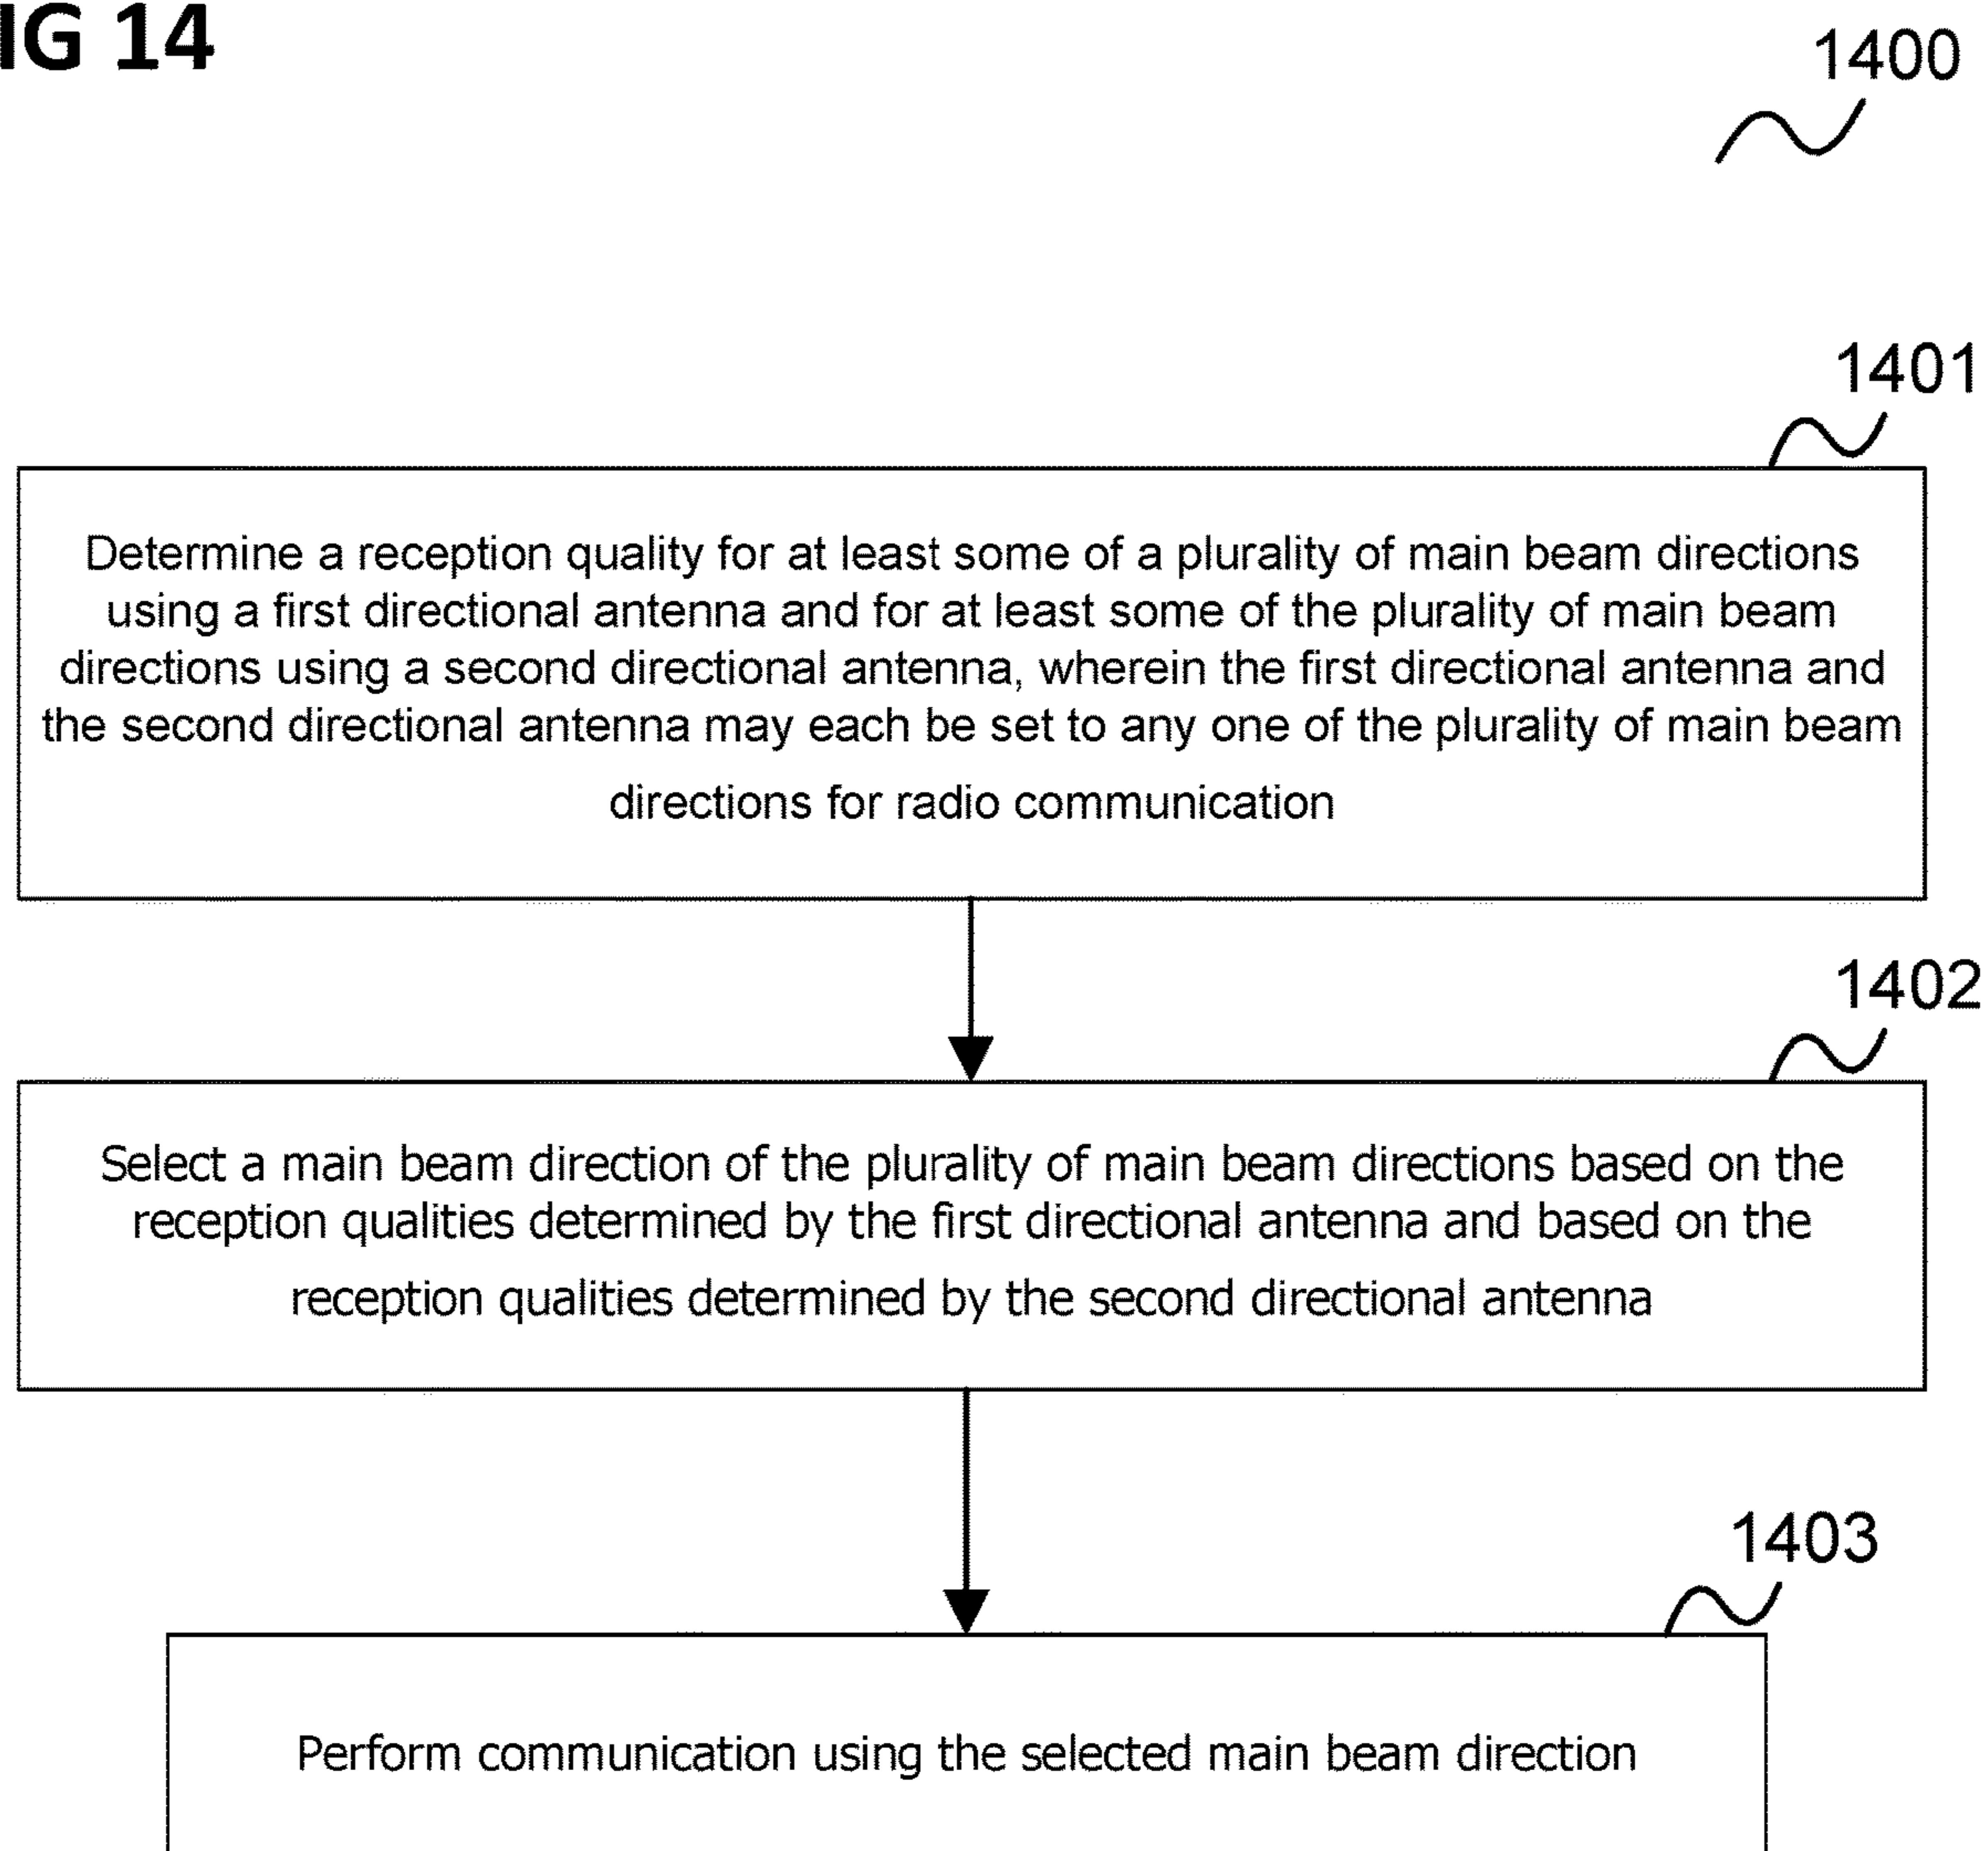 IG 14
1400
1401
Determine a reception quality for at least some of a plurality of main beam directions
using a first directional antenna and for at least some of the plurality of main beam
directions using a second directional antenna, wherein the first directional antenna and
the second directional antenna may each be set to any one of the plurality of main beam
directions for radio communication
1402
Select a main beam direction of the plurality of main beam directions based on the
reception qualities determined by the first directional antenna and based on the
reception qualities determined by the second directional antenna
1403
Perform communication using the selected main beam direction